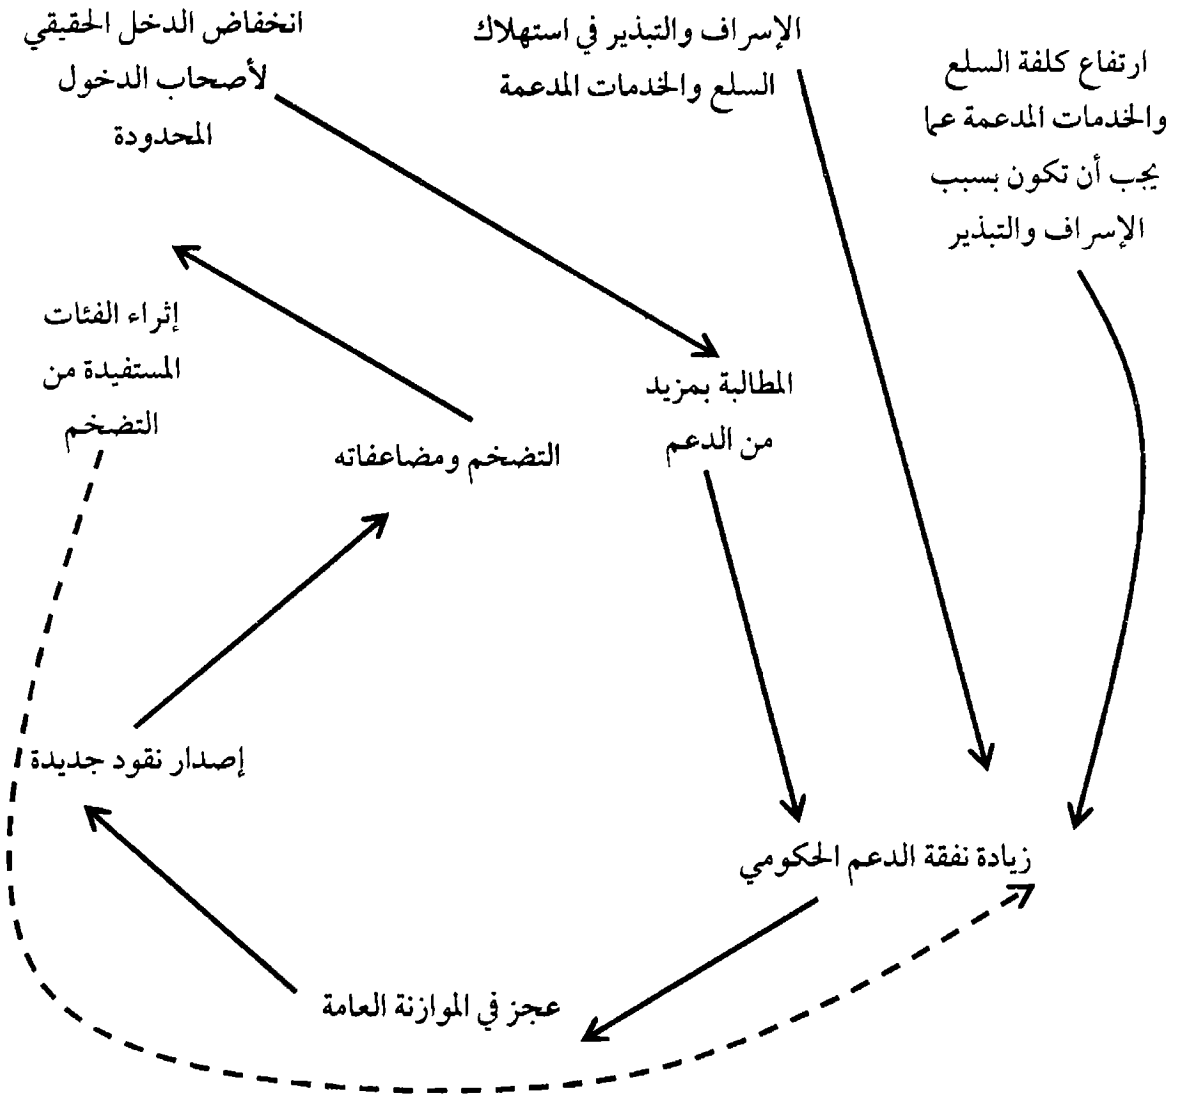 ارتفاع كلفة السلع
والخدمات المدعمة عما
يجب أن تكون بسبب
الإسراف والتبذير
الإسراف والتبذير في استهلاك
السلع والخدمات المدعمة
انخفاض الدخل الحقيقي
لأصحاب الدخول
المحدودة
إثراء الفئات
المستفيدة من
التضخم
المطالبة بمزيد
من الدعم
التضخم ومضاعفاته
إصدار نقود جديدة
زيادة نفقة الدعم الحكومي
عجز في الموازنة العامة